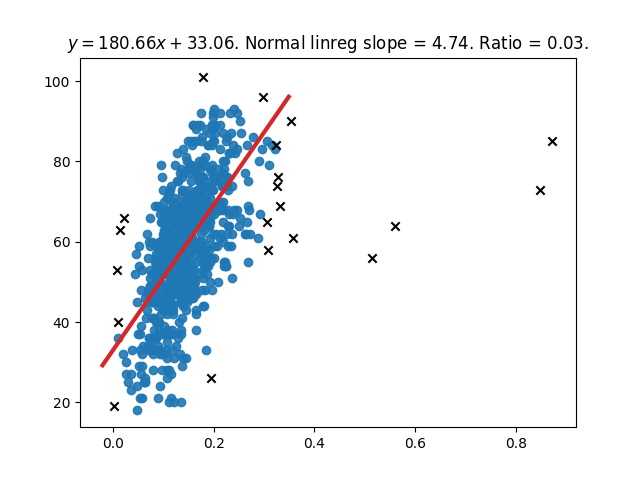 y = 180.66x + 33.06. Normal linreg slope = 4.74. Ratio = 0.03.
100
80
60
40
20
0.0 0.2 0.4 0.6 0.8